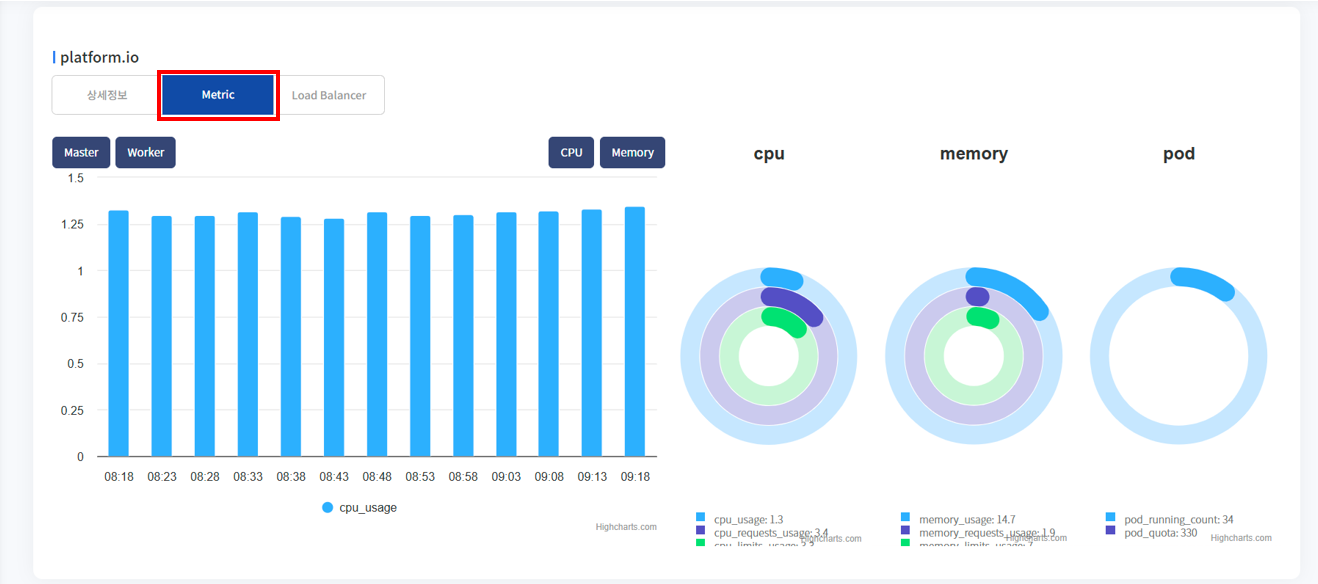 platform.io
상세정보 Metric Load Balancer
Master Worker CPU Memory
cpu memory pod
1.5
1.25
1
0.75
0.5
0.25
0
08:18 08:23 08:28 08:33 08:38 08:43 08:48 08:53 08:58 09:03 09:08 09:13 09:18
cpu_usage
Highcharts.com
cpu_usage: 1.3
cpu_requests_usage: 3.4
cpu_limits_usage: 3.3
Highcharts.com
memory_usage: 14.7
memory_requests_usage: 1.9
memory_limits_usage: 7
Highcharts.com
pod_running_count: 34
pod_quota: 330
Highcharts.com